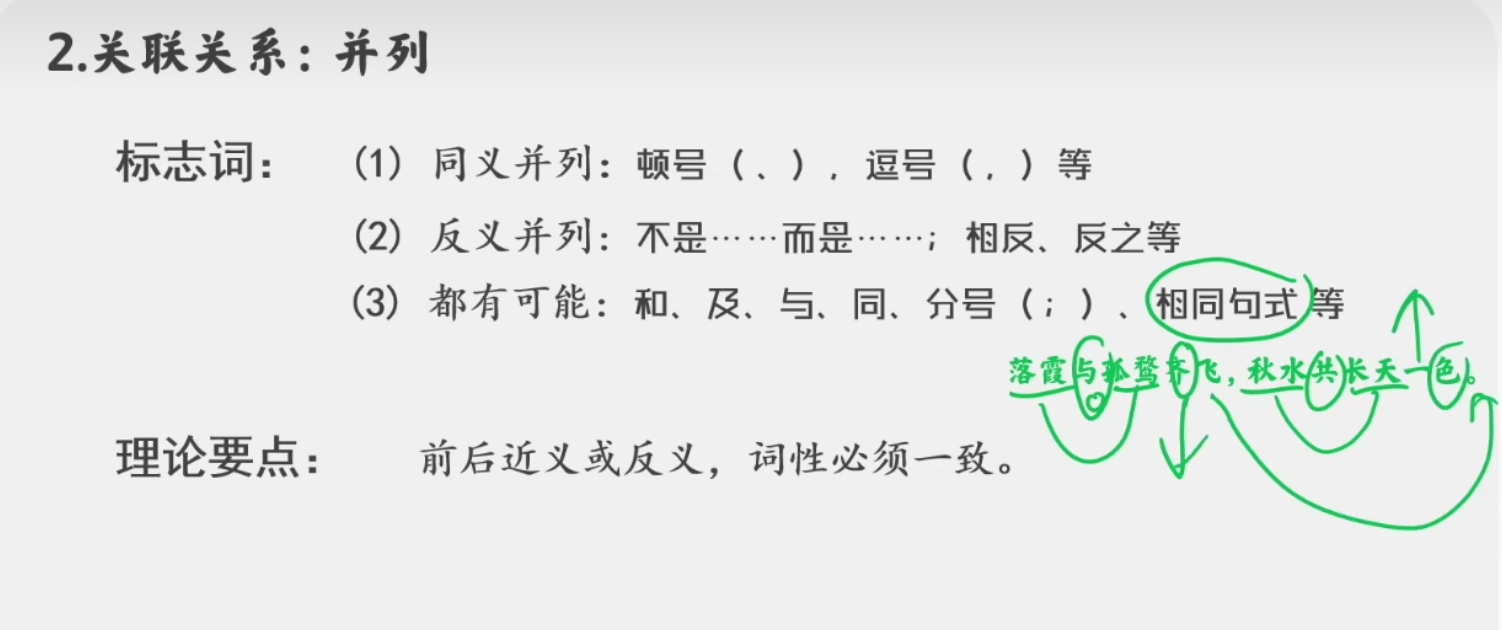 2.关联关系：并列
标志词： （1）同义并列：顿号（、），逗号（，）等
（2）反义并列：不是……而是……；相反、反之等
（3）都有可能：和、及、与、同、分号（；）、相同句式等
落霞与孤鹜齐飞，秋水共长天一色。
理论要点： 前后近义或反义，词性必须一致。